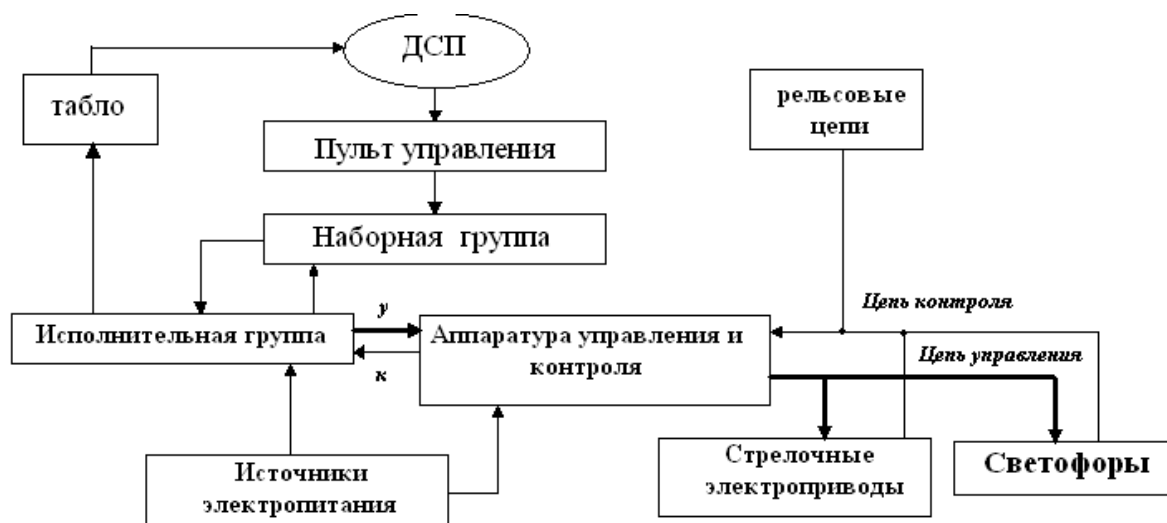 ДСП
табло
рельсовые
цепи
Пульт управления
Наборная группа
Цепь контроля
у
Исполнительная группа
Аппаратура управления и
контроля
Цепь управления
к
Источники
электропитания
Стрелочные
электроприводы
Светофоры